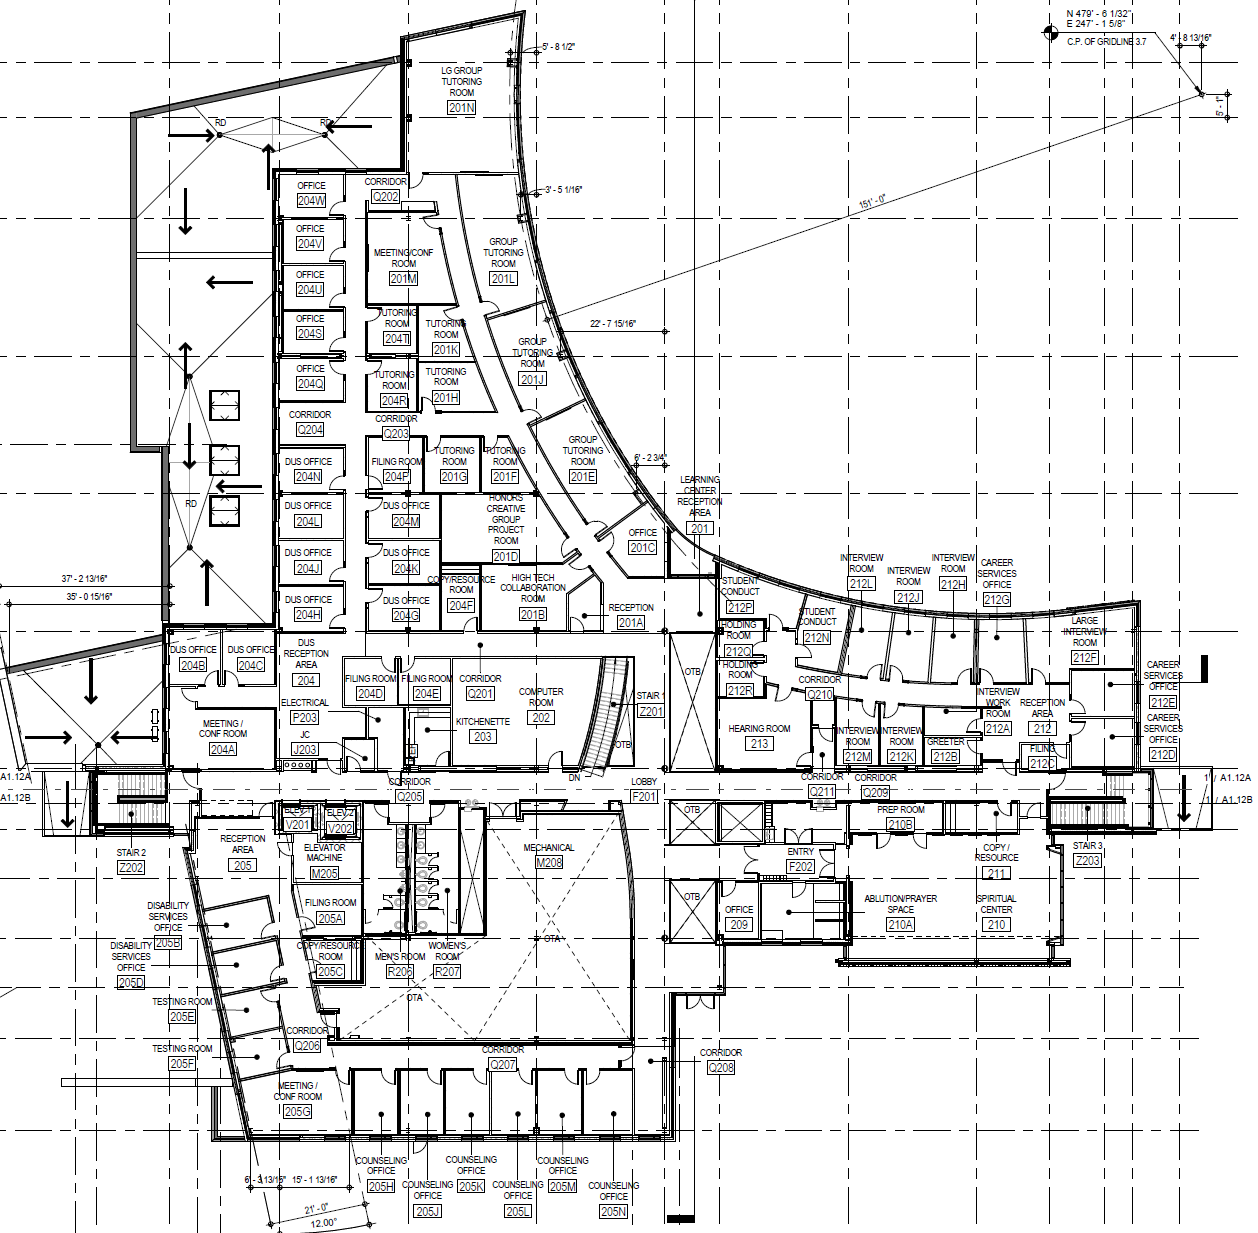 N 479' - 6 1/32"
E 247' - 1 5/8"
C.P. OF GRIDLINE 3.7
4' - 8 13/16"
5' - 1"
5' - 8 1/2"
LG GROUP
TUTORING
ROOM
201N
RD
RD
3' - 5 1/16"
151' - 0"
OFFICE
204W
CORRIDOR
Q202
OFFICE
204V
MEETING/CONF
ROOM
201M
GROUP
TUTORING
ROOM
201L
OFFICE
204U
OFFICE
204S
TUTORING
ROOM
204T
TUTORING
ROOM
201K
22' - 7 15/16"
GROUP
TUTORING
ROOM
201J
OFFICE
204Q
TUTORING
ROOM
204R
TUTORING
ROOM
201H
CORRIDOR
Q204
CORRIDOR
Q203
GROUP
TUTORING
ROOM
201E
DUS OFFICE
204N
FILING ROOM
204P
TUTORING
ROOM
201G
TUTORING
ROOM
201F
6' - 2 3/4"
LEARNING
CENTER
RECEPTION
AREA
201
RD
DUS OFFICE
204L
DUS OFFICE
204M
HONORS
CREATIVE
GROUP
PROJECT
ROOM
201D
OFFICE
201C
DUS OFFICE
204J
DUS OFFICE
204K
37' - 2 13/16"
35' - 0 15/16"
DUS OFFICE
204H
DUS OFFICE
204G
COPY/RESOURCE
ROOM
204F
HIGH TECH
COLLABORATION
ROOM
201B
RECEPTION
201A
STUDENT
CONDUCT
212P
INTERVIEW
ROOM
212L
INTERVIEW
ROOM
212J
INTERVIEW
ROOM
212H
CAREER
SERVICES
OFFICE
212G
STUDENT
CONDUCT
212N
HOLDING
ROOM
212Q
HOLDING
ROOM
212R
LARGE
INTERVIEW
ROOM
212F
DUS OFFICE
204B
DUS OFFICE
204C
DUS
RECEPTION
AREA
204
FILING ROOM
204D
FILING ROOM
204E
CORRIDOR
Q201
COMPUTER
ROOM
202
STAIR 1
Z201
OTB
OTB
CORRIDOR
Q210
INTERVIEW
WORK
ROOM
212A
RECEPTION
AREA
212
CAREER
SERVICES
OFFICE
212E
CAREER
SERVICES
OFFICE
212D
MEETING /
CONF ROOM
204A
ELECTRICAL
P203
JC
J203
KITCHENETTE
203
HEARING ROOM
213
INTERVIEW
ROOM
212M
INTERVIEW
ROOM
212K
GREETER
212B
FILING
212C
A1.12A
A1.12B
CORRIDOR
Q205
DN
LOBBY
F201
CORRIDOR
Q211
CORRIDOR
Q209
1' / A1.12A
1' / A1.12B
STAIR 2
Z202
RECEPTION
AREA
205
ELEV. 1
V201
ELEV. 2
V202
ELEVATOR
MACHINE
M205
MECHANICAL
M208
OTB
PREP ROOM
210B
ENTRY
F202
COPY /
RESOURCE
211
STAIR 3
Z203
DISABILITY
SERVICES
OFFICE
205B
FILING ROOM
205A
OTB
OFFICE
209
ABLUTION/PRAYER
SPACE
210A
SPIRITUAL
CENTER
210
DISABILITY
SERVICES
OFFICE
205D
COPY/RESOURCE
ROOM
205C
MEN'S ROOM
R206
WOMEN'S
ROOM
R207
OTA
OTA
TESTING ROOM
205E
CORRIDOR
Q206
TESTING ROOM
205F
CORRIDOR
Q207
CORRIDOR
Q208
MEETING /
CONF ROOM
205G
COUNSELING
OFFICE
205H
COUNSELING
OFFICE
205J
COUNSELING
OFFICE
205K
COUNSELING
OFFICE
205L
COUNSELING
OFFICE
205M
COUNSELING
OFFICE
205N
6' - 3 13/16"
15' - 1 13/16"
21' - 0"
12.00°